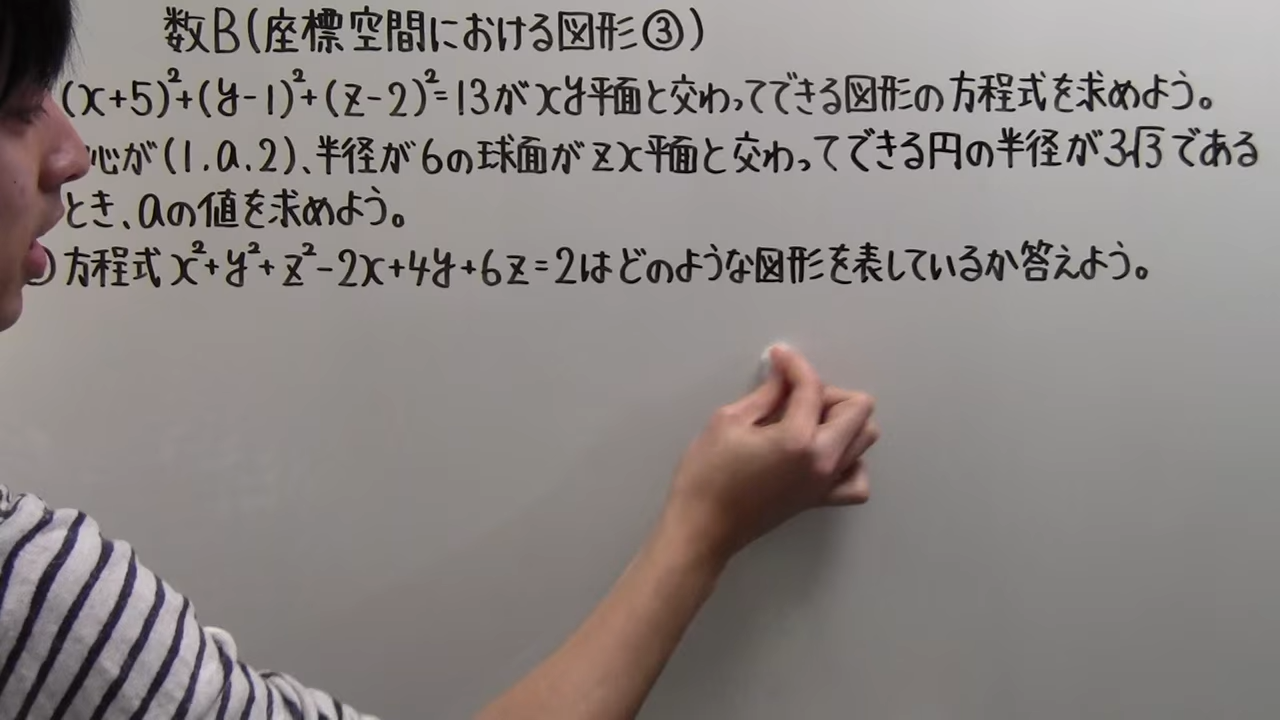 数B(座標空間における図形③)
(x+5)²+(y-1)²+(z-2)²=13がxy平面と交わってできる図形の方程式を求めよう。
心が(1.a.2)、半径が6の球面がzx平面と交わってできる円の半径が3√3である
とき、aの値を求めよう。
方程式x²+y²+z²-2x+4y+6z=2はどのような図形を表しているか答えよう。